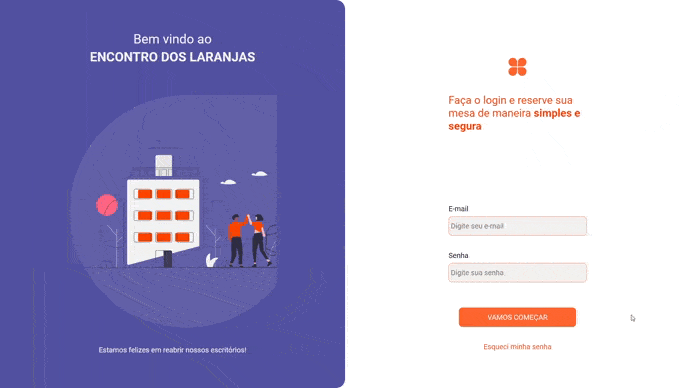 Bem vindo ao
ENCONTRO DOS LARANJAS
Estamos felizes em reabrir nossos escritórios!
Faça o login e reserve sua
mesa de maneira simples e
segura
E-mail
Digite seu e-mail
Senha
Digite sua senha
VAMOS COMEÇAR
Esqueci minha senha